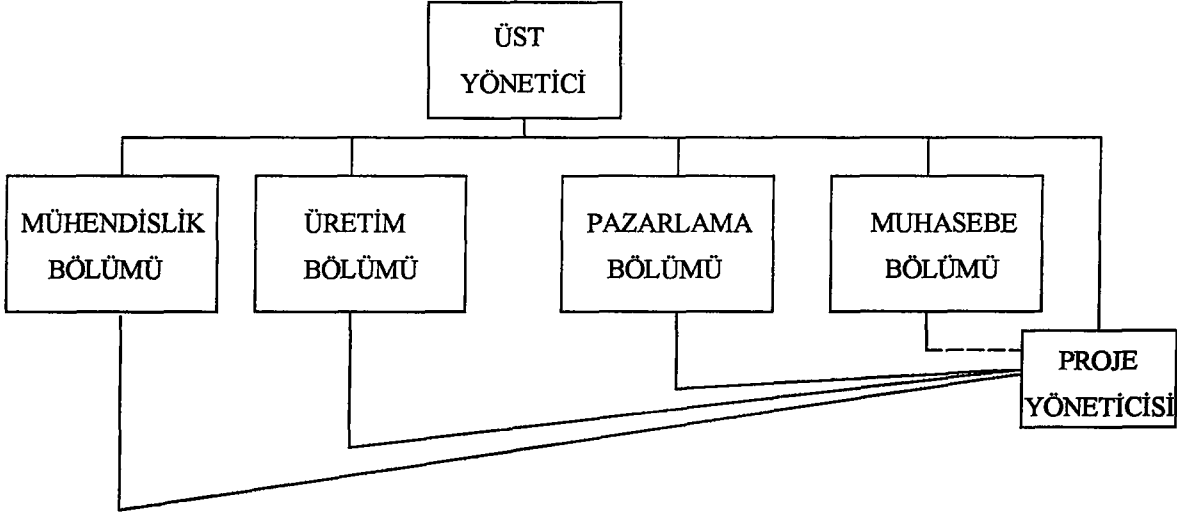 ÜST
YÖNETİCİ
MÜHENDİSLİK
BÖLÜMÜ
ÜRETİM
BÖLÜMÜ
PAZARLAMA
BÖLÜMÜ
MUHASEBE
BÖLÜMÜ
PROJE
YÖNETİCİSİ